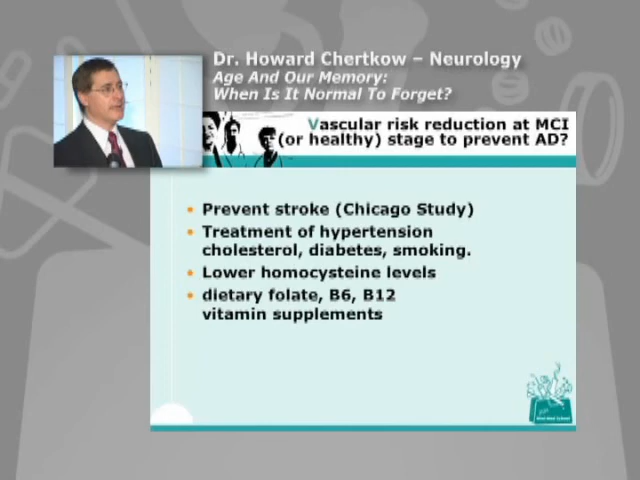 Dr. Howard Chertkow – Neurology
Age And Our Memory:
When Is It Normal To Forget?
Vascular risk reduction at MCI
(or healthy) stage to prevent AD?
• Prevent stroke (Chicago Study)
• Treatment of hypertension
cholesterol, diabetes, smoking.
• Lower homocysteine levels
• dietary folate, B6, B12
vitamin supplements